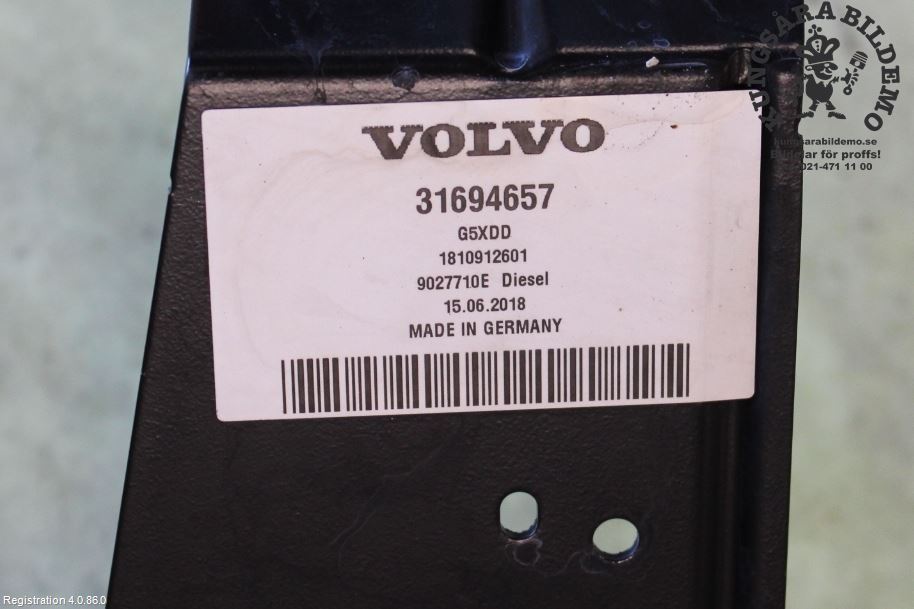 KUNGSARA BILDEMO
kungsarabildemo.se
Bildelar för proffs!
021-471 11 00
VOLVO
31694657
G5XDD
1810912601
9027710E Diesel
15.06.2018
MADE IN GERMANY
Registration 4.0.86.0